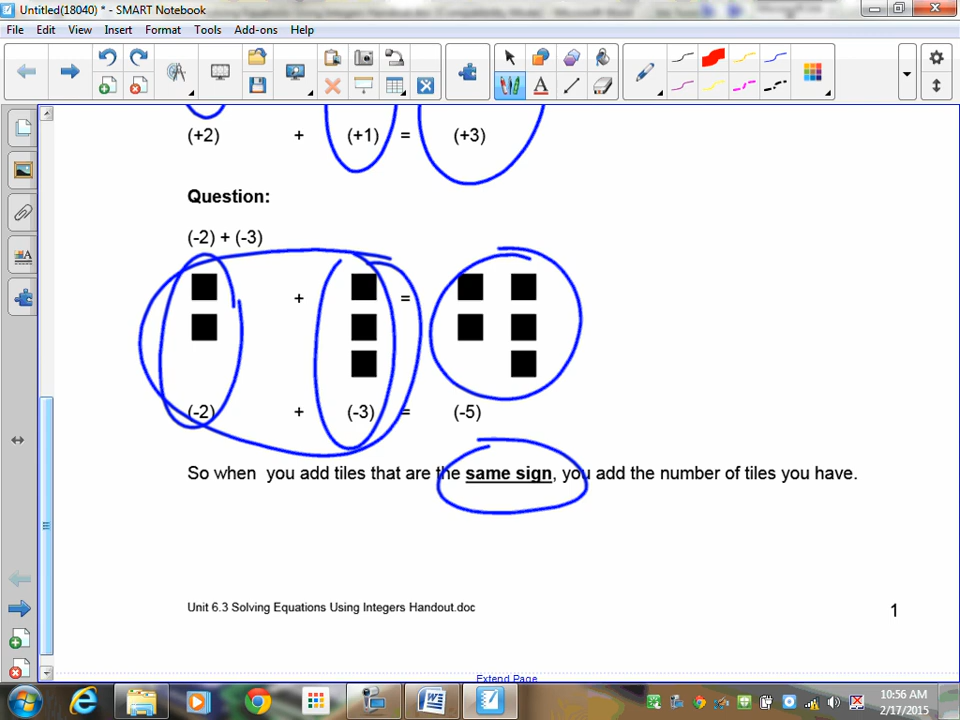 Untitled(18040) * - SMART Notebook
File Edit View Insert Format Tools Add-ons Help
(+2) + (+1) = (+3)
Question:
(-2) + (-3)
+ =
(-2) + (-3) = (-5)
So when you add tiles that are the same sign, you add the number of tiles you have.
Unit 6.3 Solving Equations Using Integers Handout.doc
1
Extend Page
10:56 AM
2/17/2015